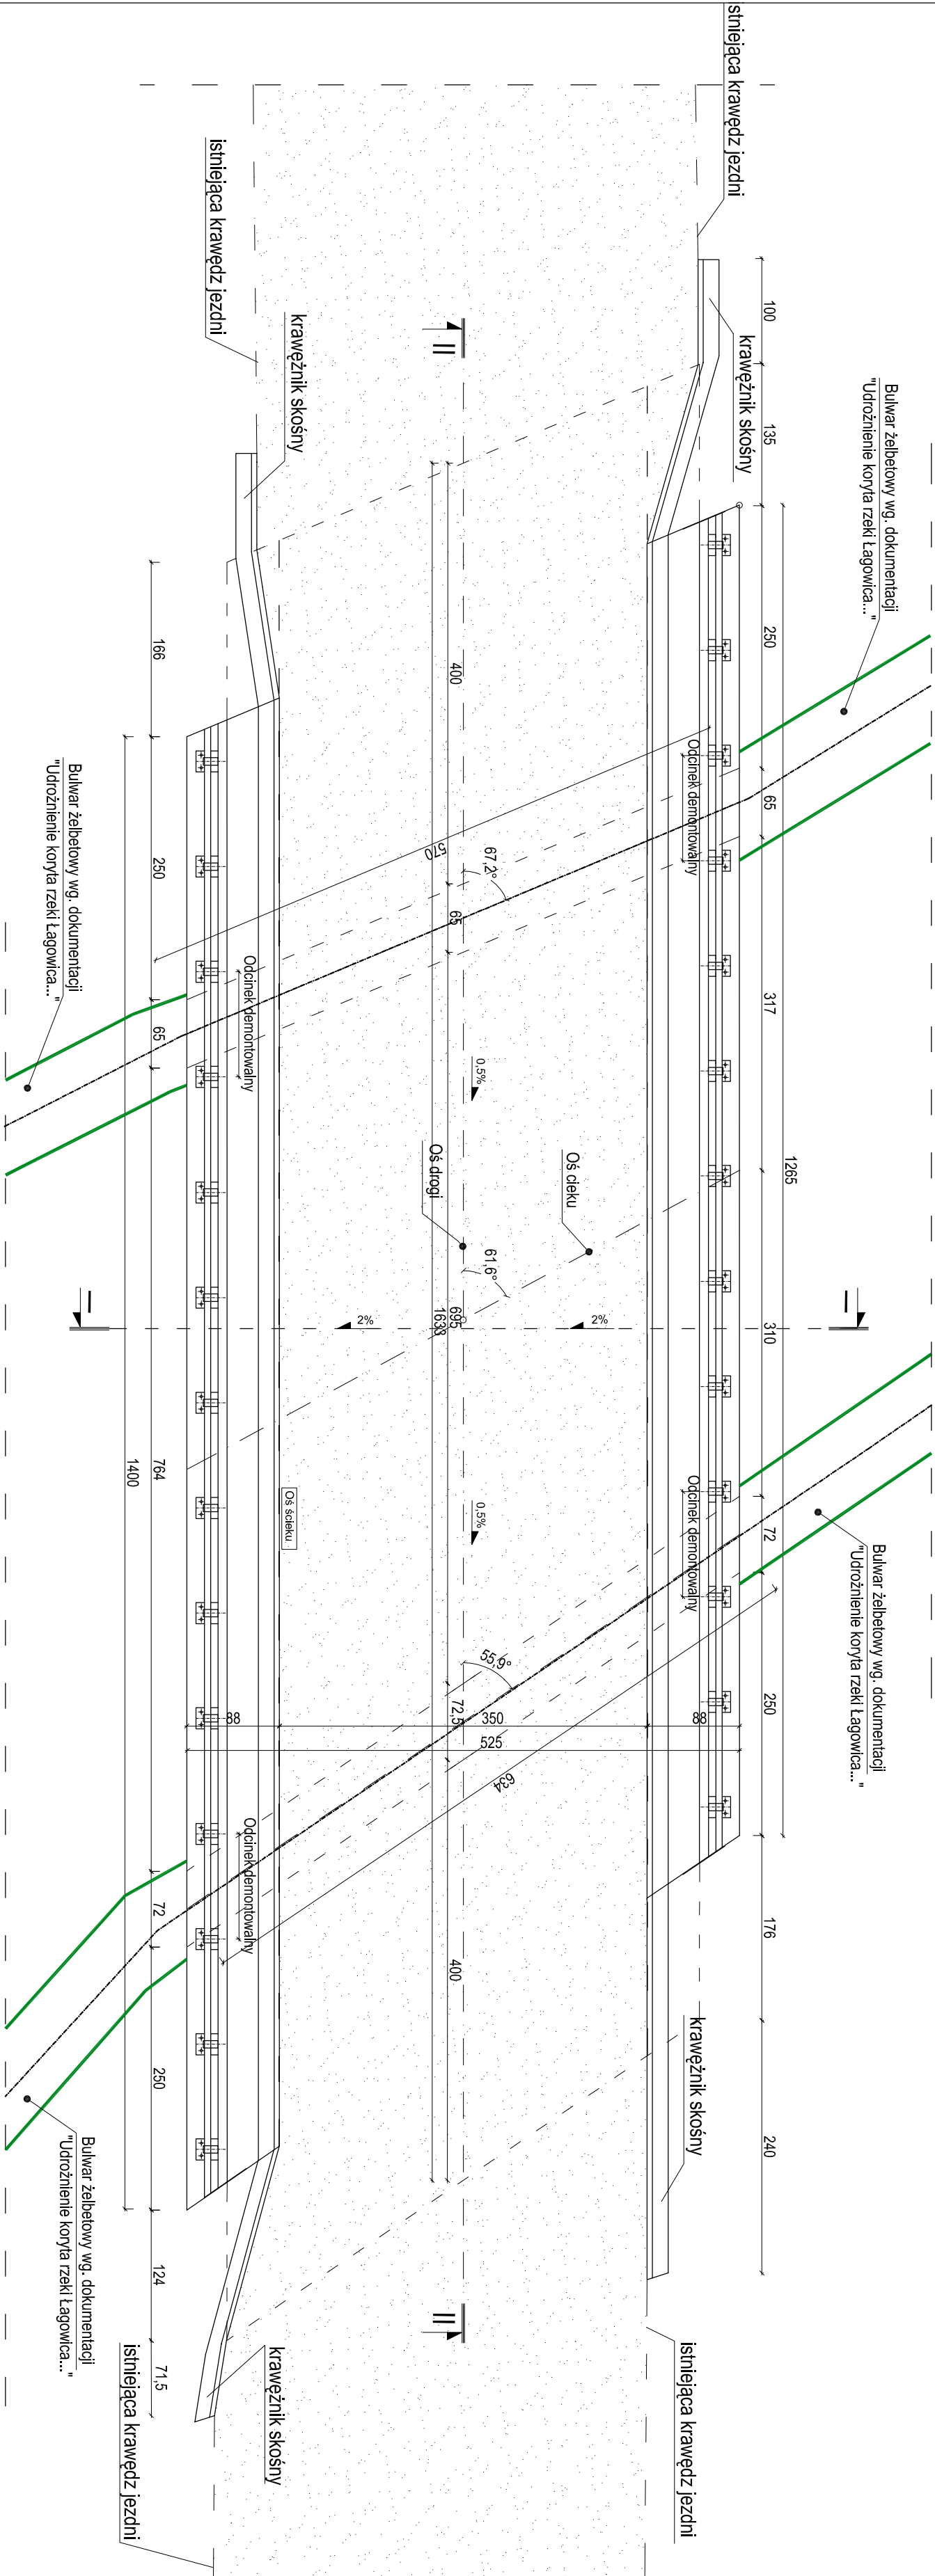 istniejąca krawędz jezdni
100
krawężnik skośny
135
Bulwar żelbetowy wg. dokumentacji
"Udrożnienie koryta rzeki Łagowica..."
250
Odcinek demontowalny
65
317
1265
310
Odcinek demontowalny
72
Bulwar żelbetowy wg. dokumentacji
"Udrożnienie koryta rzeki Łagowica..."
250
176
krawężnik skośny
240
istniejąca krawędz jezdni
II
400
570
67,2°
65
0,5%
Oś cieku
Oś drogi
61,6°
695
1633
2%
2%
I
I
0,5%
55,9°
72,5
350
88
88
525
634
400
II
istniejąca krawędz jezdni
krawężnik skośny
166
250
Odcinek demontowalny
65
Bulwar żelbetowy wg. dokumentacji
"Udrożnienie koryta rzeki Łagowica..."
Oś ścieku
764
1400
Odcinek demontowalny
72
250
Bulwar żelbetowy wg. dokumentacji
"Udrożnienie koryta rzeki Łagowica..."
124
71,5
krawężnik skośny
istniejąca krawędz jezdni